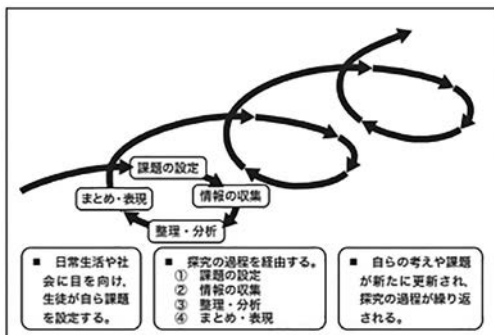 課題の設定
情報の収集
まとめ・表現
整理・分析
■ 日常生活や社
会に目を向け、
生徒が自ら課題
を設定する。
■ 探究の過程を経由する。
① 課題の設定
② 情報の収集
③ 整理・分析
④ まとめ・表現
■ 自らの考えや課題
が新たに更新され、
探究の過程が繰り返
される。